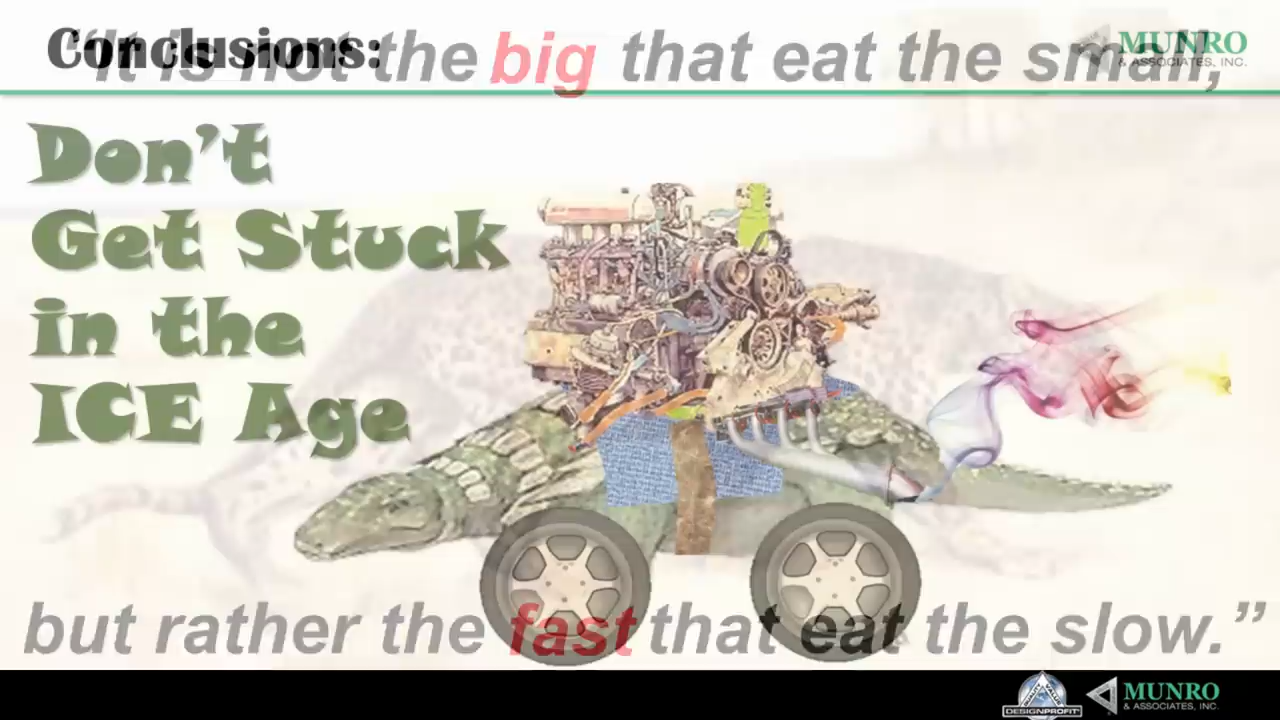 Conclusions:
“It is not the big that eat the small,
MUNRO
& ASSOCIATES, INC.
Don’t
Get Stuck
in the
ICE Age
but rather the fast that eat the slow.”
DESIGNPROFIT
MUNRO
& ASSOCIATES, INC.